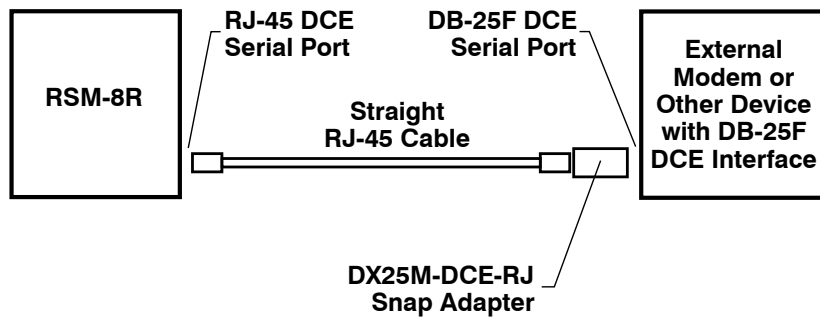 RJ-45 DCE
Serial Port
DB-25F DCE
Serial Port
RSM-8R
External
Modem or
Other Device
with DB-25F
DCE Interface
Straight
RJ-45 Cable
DX25M-DCE-RJ
Snap Adapter